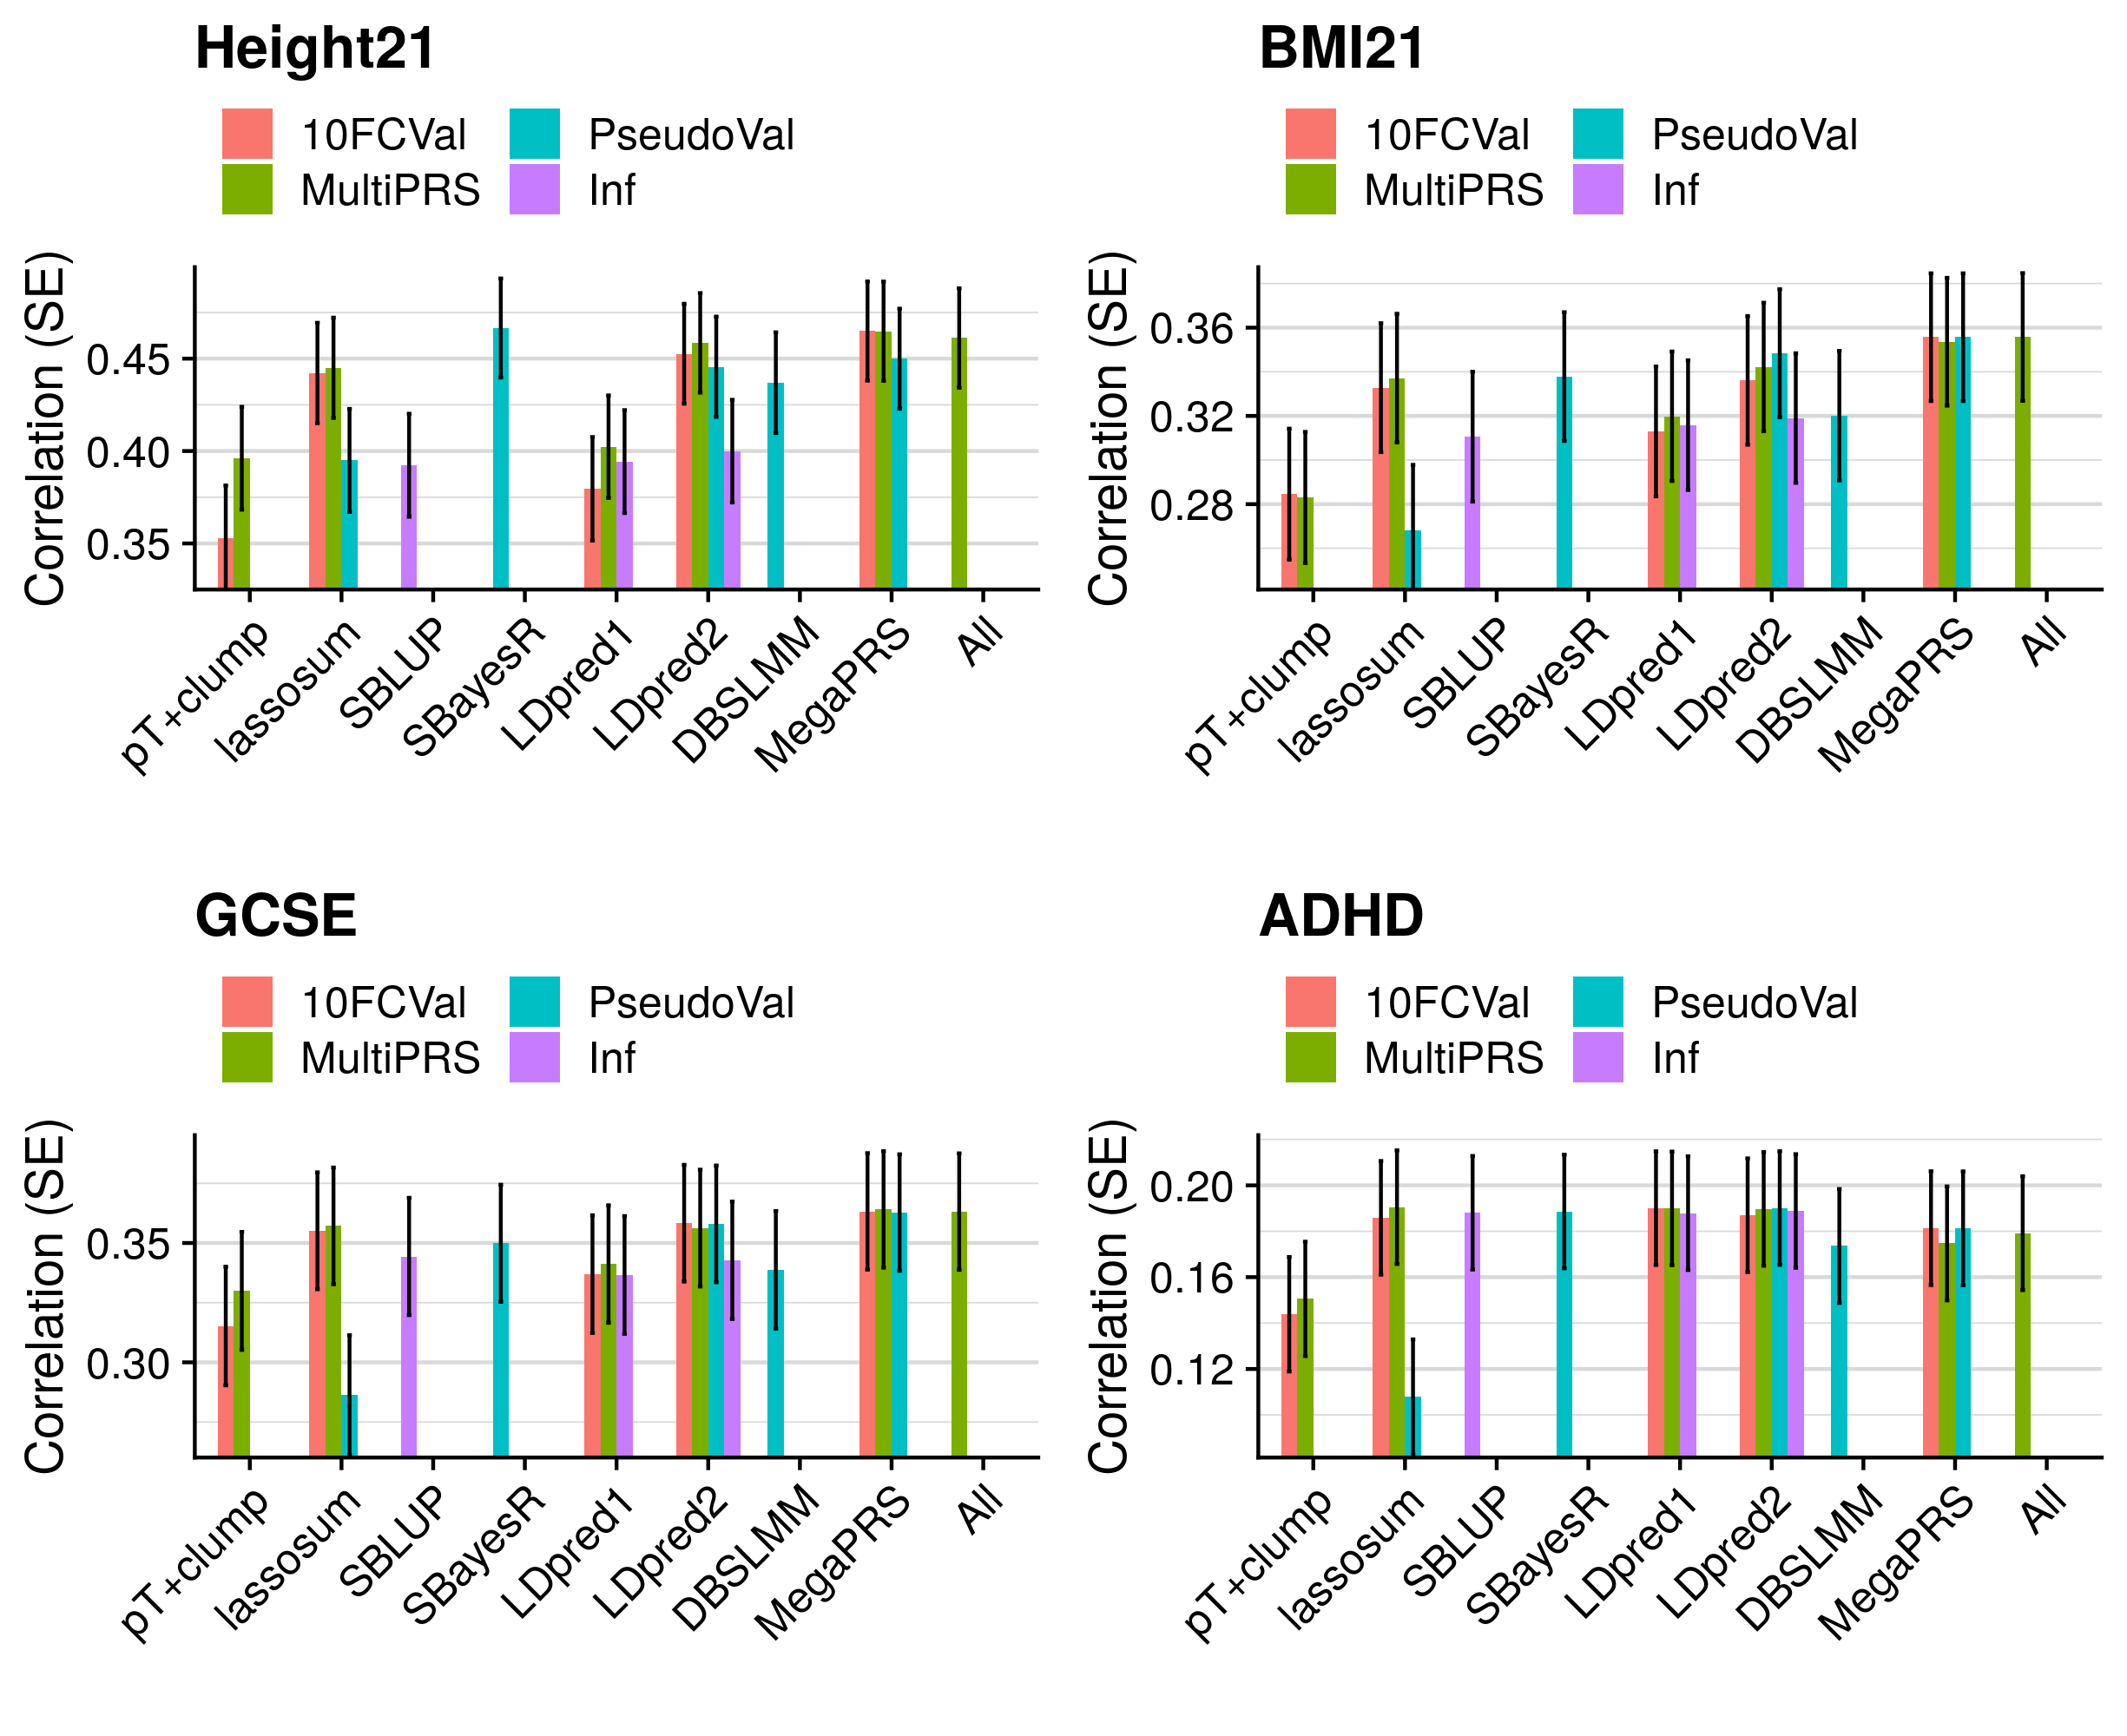 Height21
10FCVal PseudoVal
MultiPRS Inf
Correlation (SE)
0.45
0.40
0.35
pT+clump lassosum SBLUP SBayesR LDpred1 LDpred2 DBSLMM MegaPRS All
BMI21
10FCVal PseudoVal
MultiPRS Inf
Correlation (SE)
0.36
0.32
0.28
pT+clump lassosum SBLUP SBayesR LDpred1 LDpred2 DBSLMM MegaPRS All
GCSE
10FCVal PseudoVal
MultiPRS Inf
Correlation (SE)
0.35
0.30
pT+clump lassosum SBLUP SBayesR LDpred1 LDpred2 DBSLMM MegaPRS All
ADHD
10FCVal PseudoVal
MultiPRS Inf
Correlation (SE)
0.20
0.16
0.12
pT+clump lassosum SBLUP SBayesR LDpred1 LDpred2 DBSLMM MegaPRS All